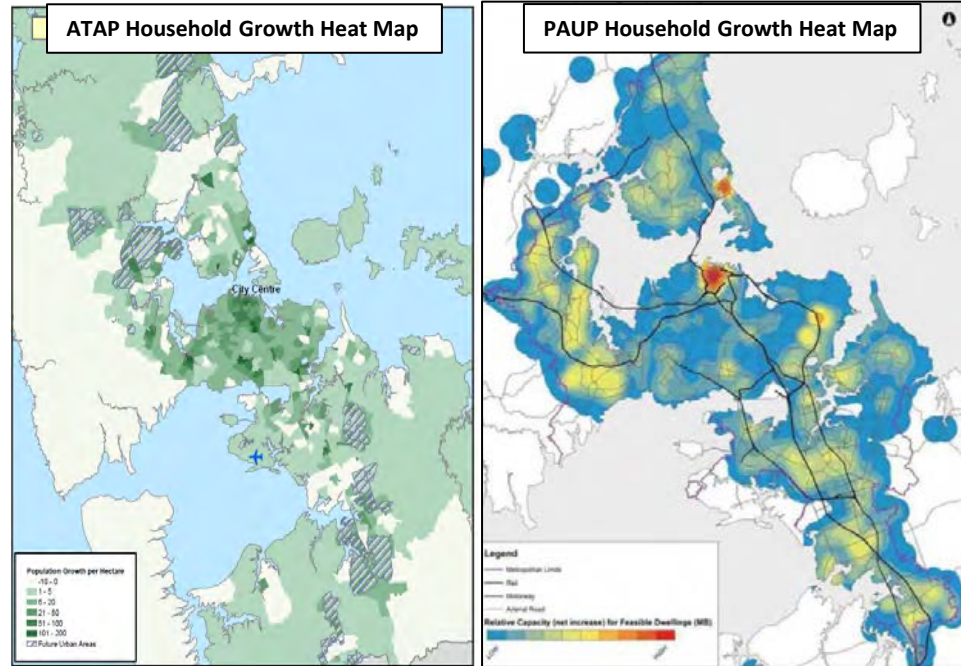 ATAP Household Growth Heat Map
City Centre
Population Growth per Hectare
-10 - 0
1 - 5
6 - 20
21 - 50
51 - 100
101 - 200
Future Urban Areas
PAUP Household Growth Heat Map
Legend
Metropolitan Limits
Rail
Motorway
Arterial Road
Relative Capacity (net increase) for Feasible Dwellings (MB)
LOW
HIGH